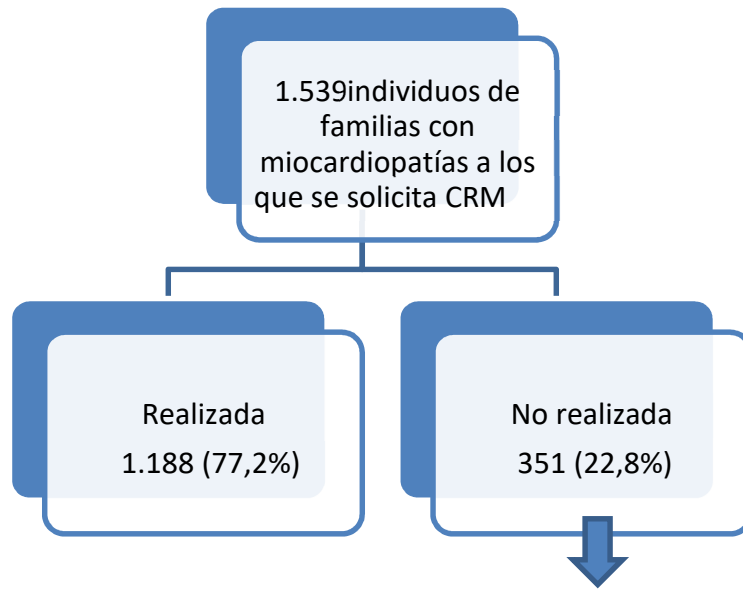 1.539individuos de
familias con
miocardiopatías a los
que se solicita CRM
Realizada
1.188 (77,2%)
No realizada
351 (22,8%)